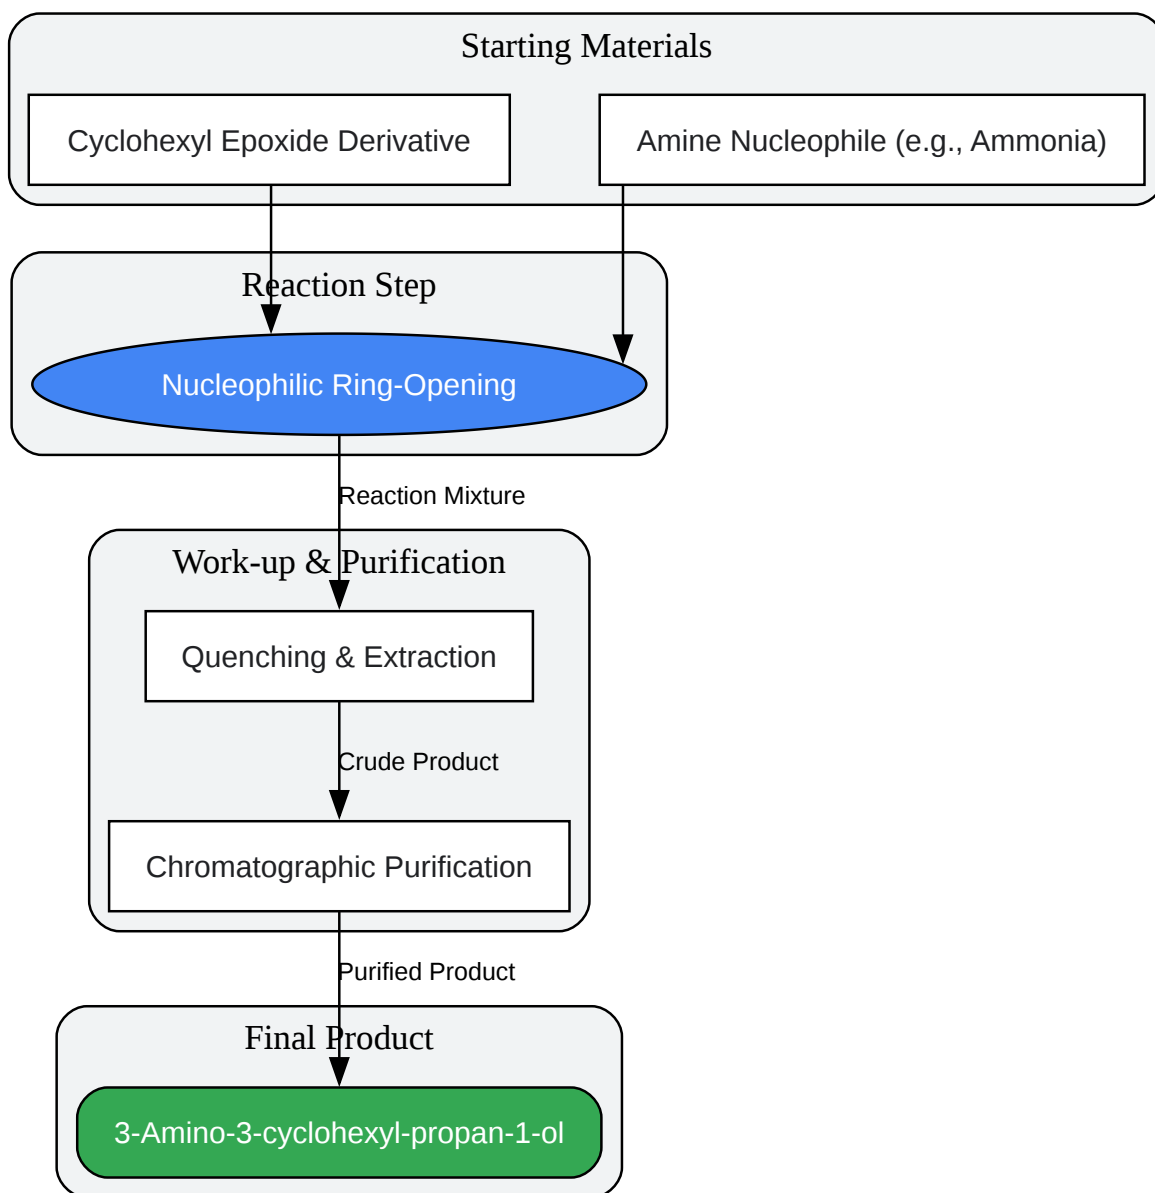 Starting Materials
Cyclohexyl Epoxide Derivative
Amine Nucleophile (e.g., Ammonia)
Reaction Step
Nucleophilic Ring-Opening
Reaction Mixture
Work-up & Purification
Quenching & Extraction
Crude Product
Chromatographic Purification
Purified Product
Final Product
3-Amino-3-cyclohexyl-propan-1-ol